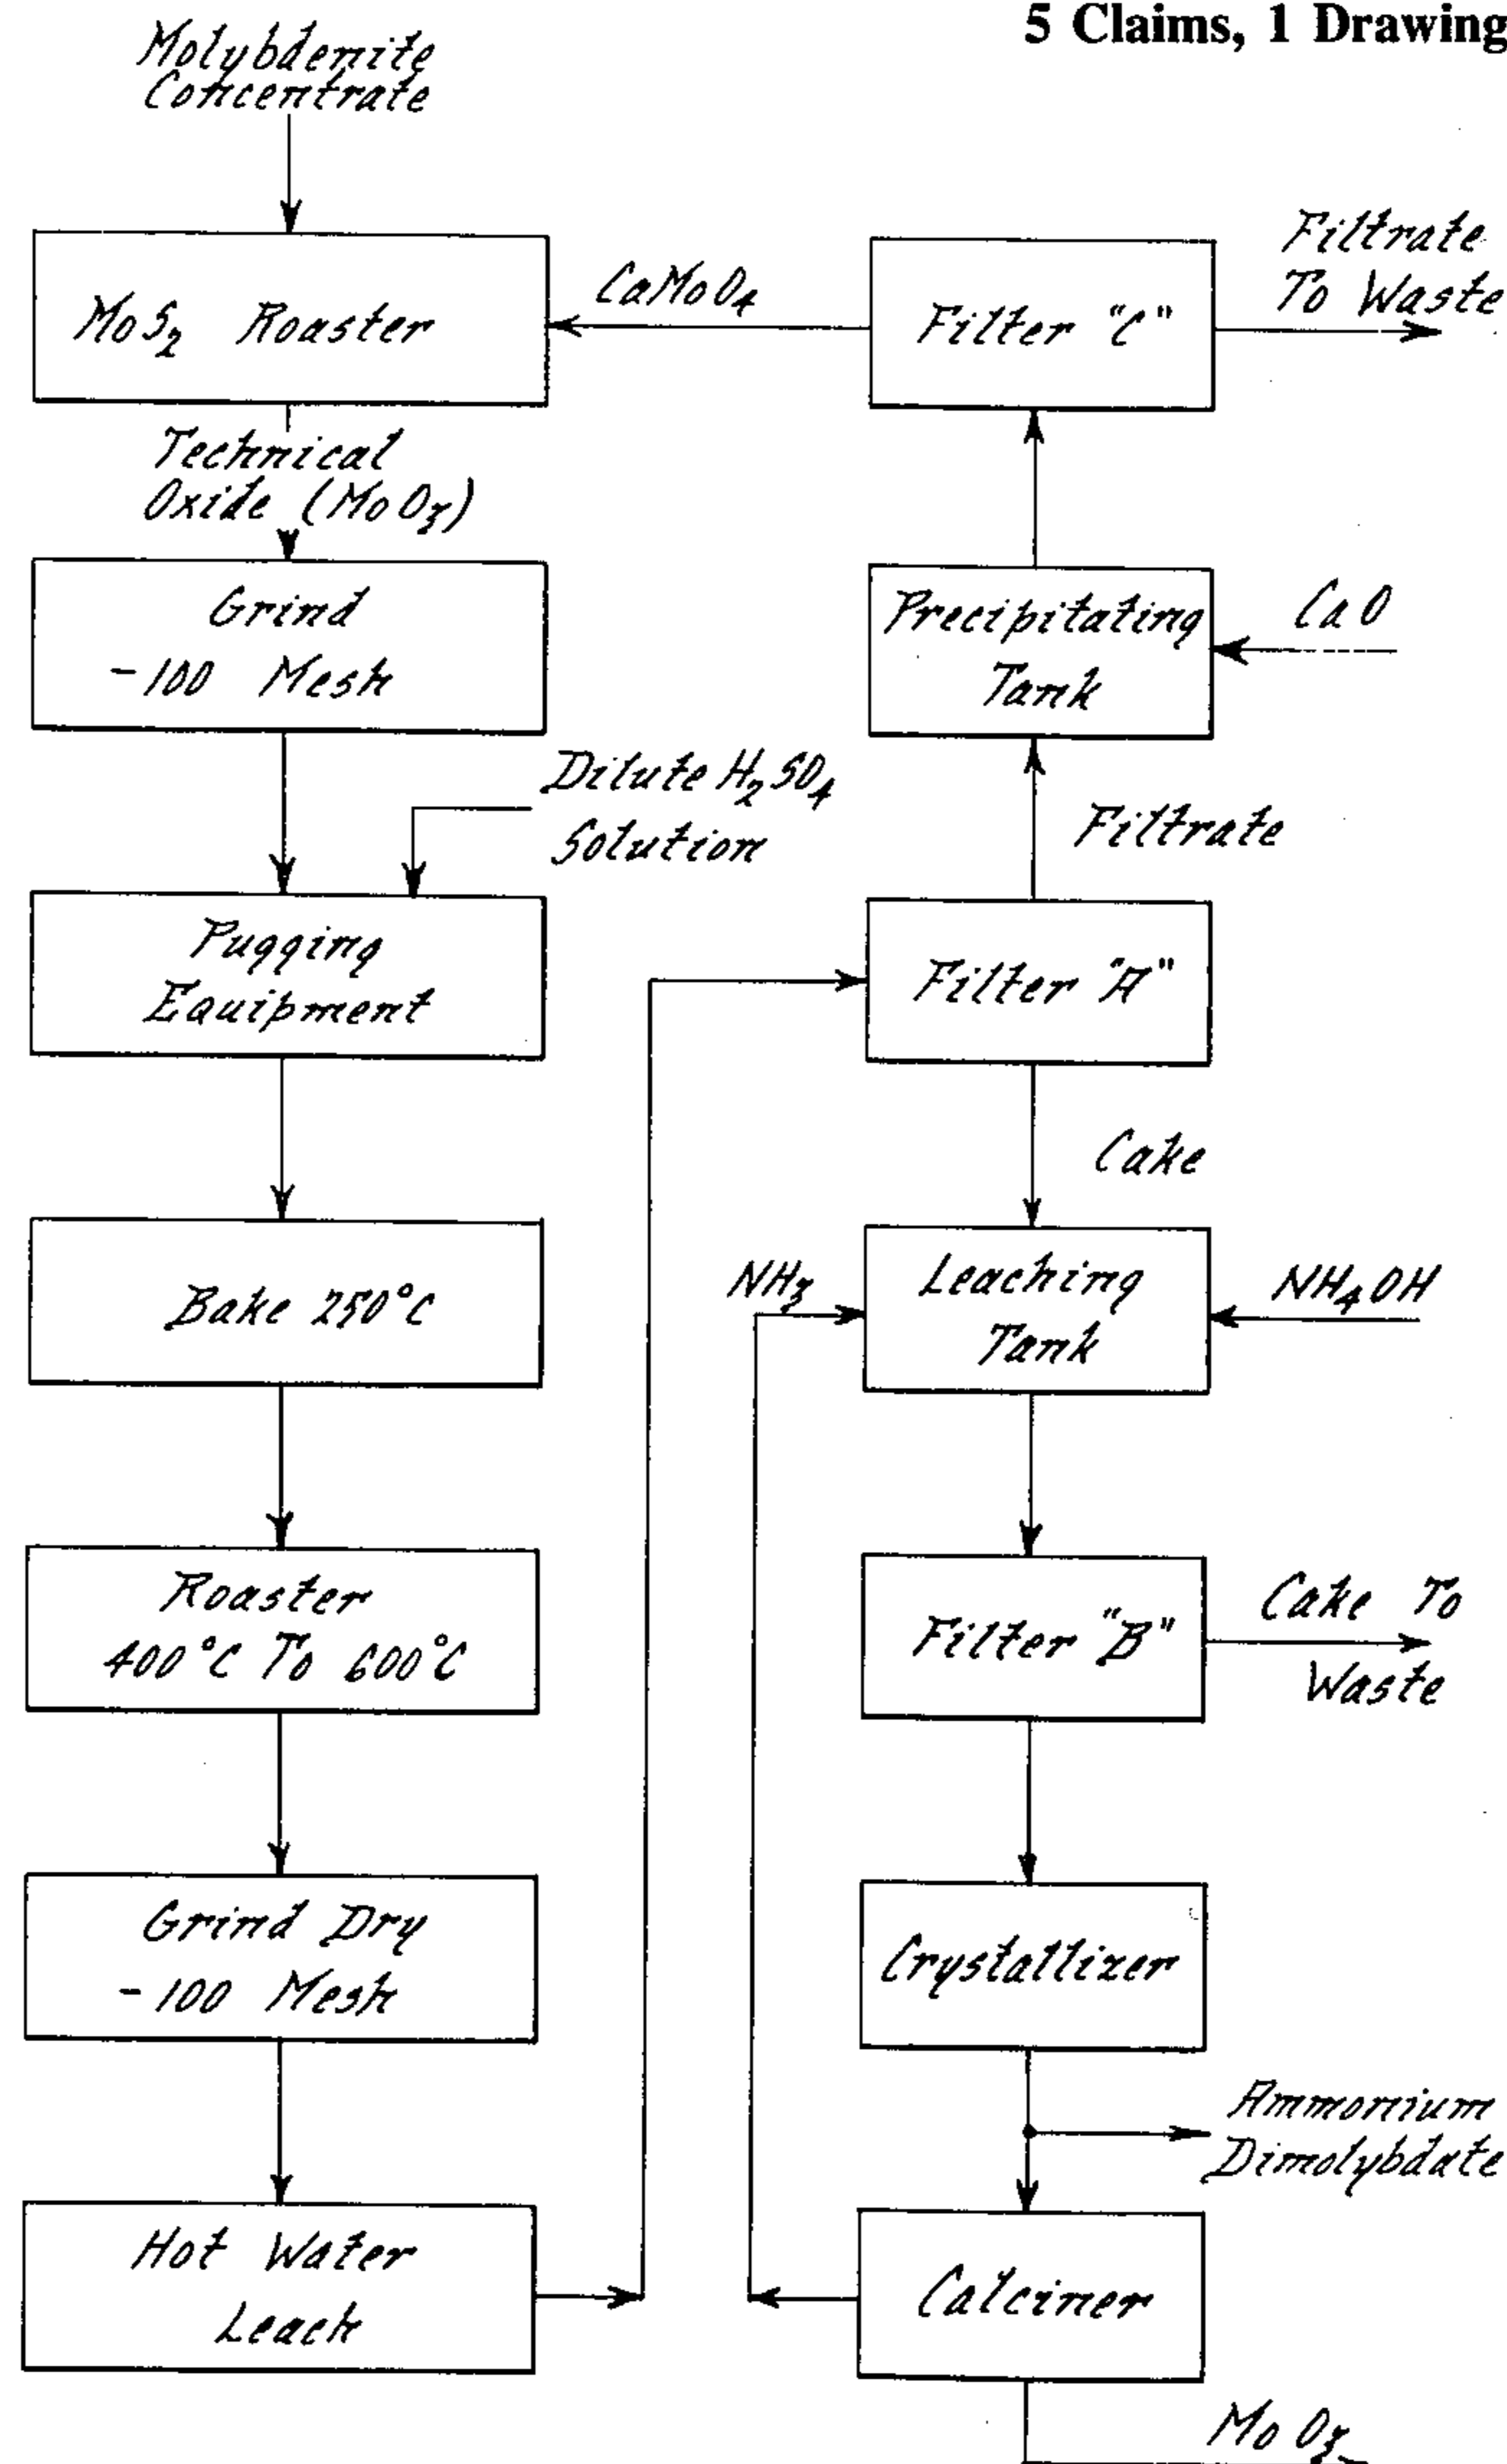 5 Claims, 1 Drawing
Molybdenite
Concentrate
MoS2 Roaster
CaMoO4
Filter "C"
Filtrate
To Waste
Technical
Oxide (MoO3)
Grind
-100 Mesh
Precipitating
Tank
CaO
Dilute H2SO4
Solution
Filtrate
Pugging
Equipment
Filter "A"
Cake
Bake 250°C
NH3
Leaching
Tank
NH4OH
Roaster
400°C To 600°C
Filter "B"
Cake To
Waste
Grind Dry
-100 Mesh
Crystallizer
Ammonium
Dimolybdate
Hot Water
Leach
Calciner
MoO3